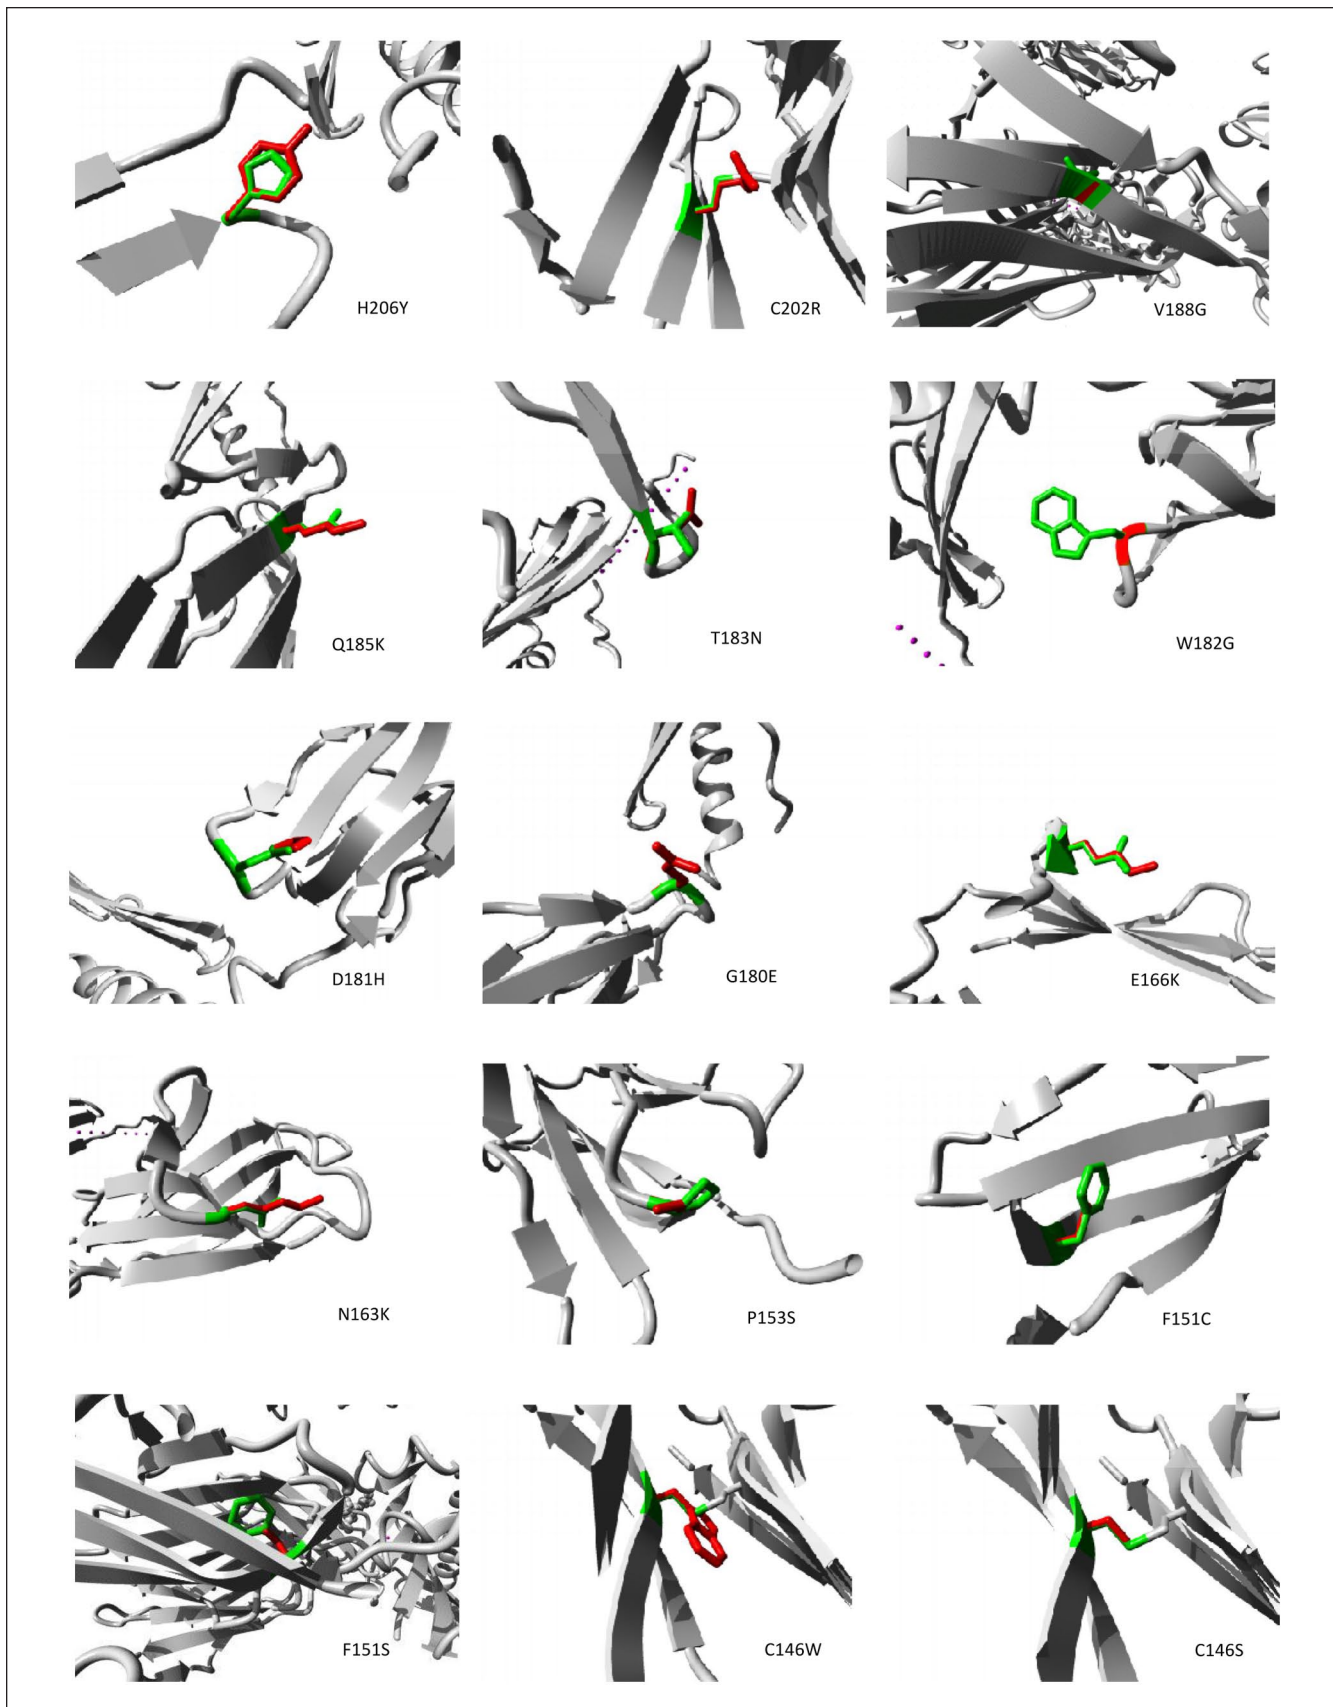 H206Y
C202R
V188G
Q185K
T183N
W182G
D181H
G180E
E166K
N163K
P153S
F151C
F151S
C146W
C146S